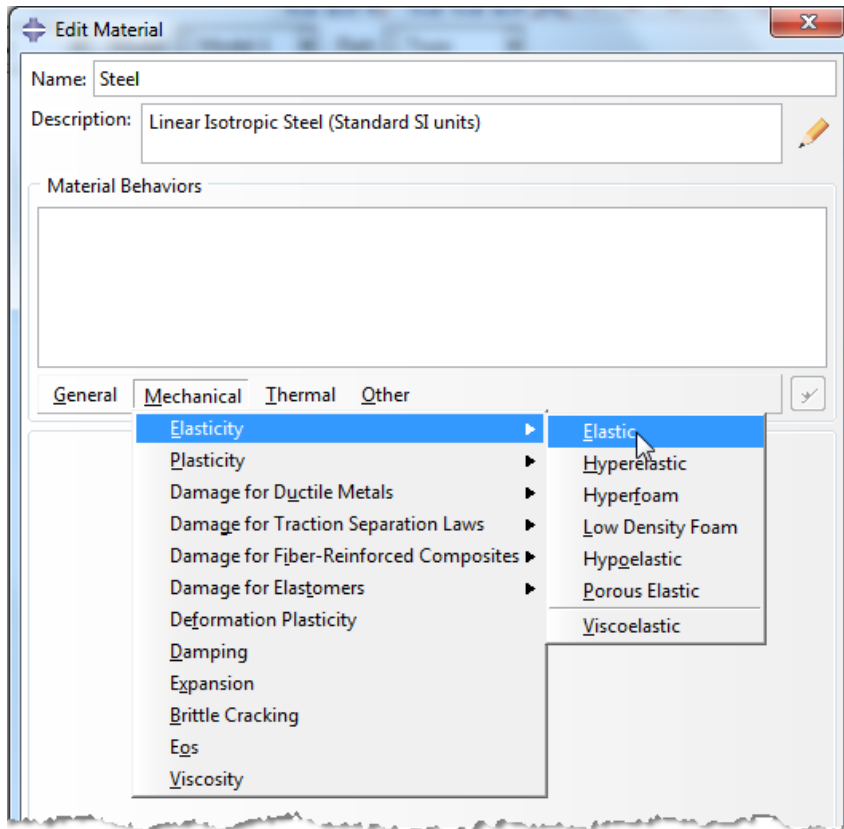 Edit Material
Name: Steel
Description: Linear Isotropic Steel (Standard SI units)
Material Behaviors
General Mechanical Thermal Other
Elasticity
Plasticity
Damage for Ductile Metals
Damage for Traction Separation Laws
Damage for Fiber-Reinforced Composites
Damage for Elastomers
Deformation Plasticity
Damping
Expansion
Brittle Cracking
Eos
Viscosity
Elastic
Hyperelastic
Hyperfoam
Low Density Foam
Hypoelastic
Porous Elastic
Viscoelastic